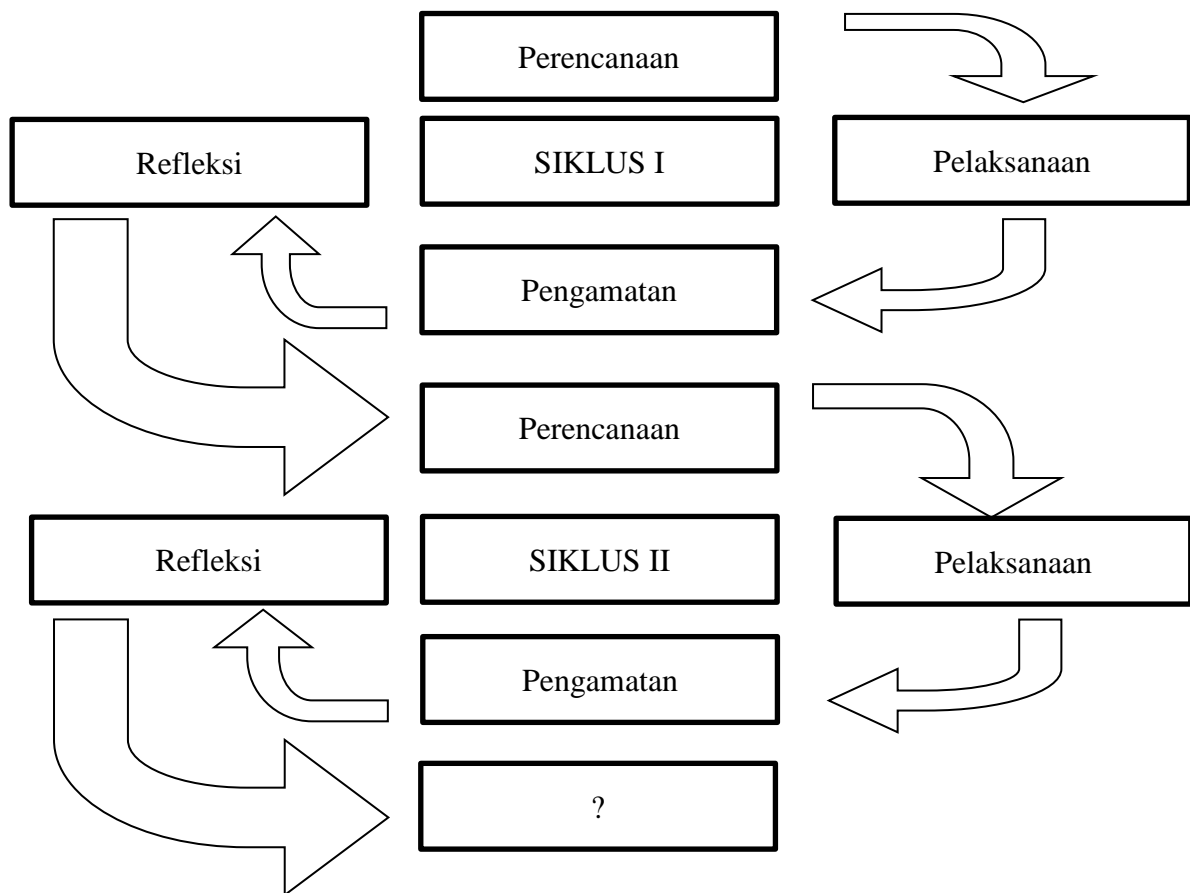 Perencanaan
Refleksi
SIKLUS I
Pelaksanaan
Pengamatan
Perencanaan
Refleksi
SIKLUS II
Pelaksanaan
Pengamatan
?